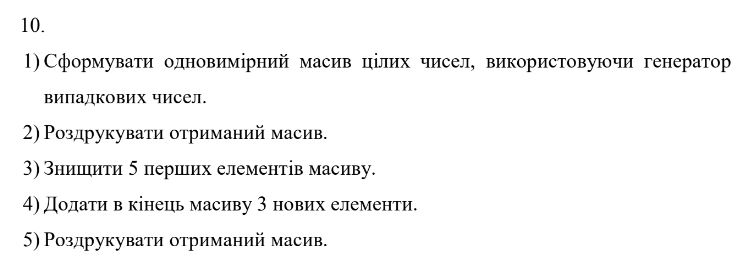 10.
1) Сформувати одновимірний масив цілих чисел, використовуючи генератор
випадкових чисел.
2) Роздрукувати отриманий масив.
3) Знищити 5 перших елементів масиву.
4) Додати в кінець масиву 3 нових елементи.
5) Роздрукувати отриманий масив.